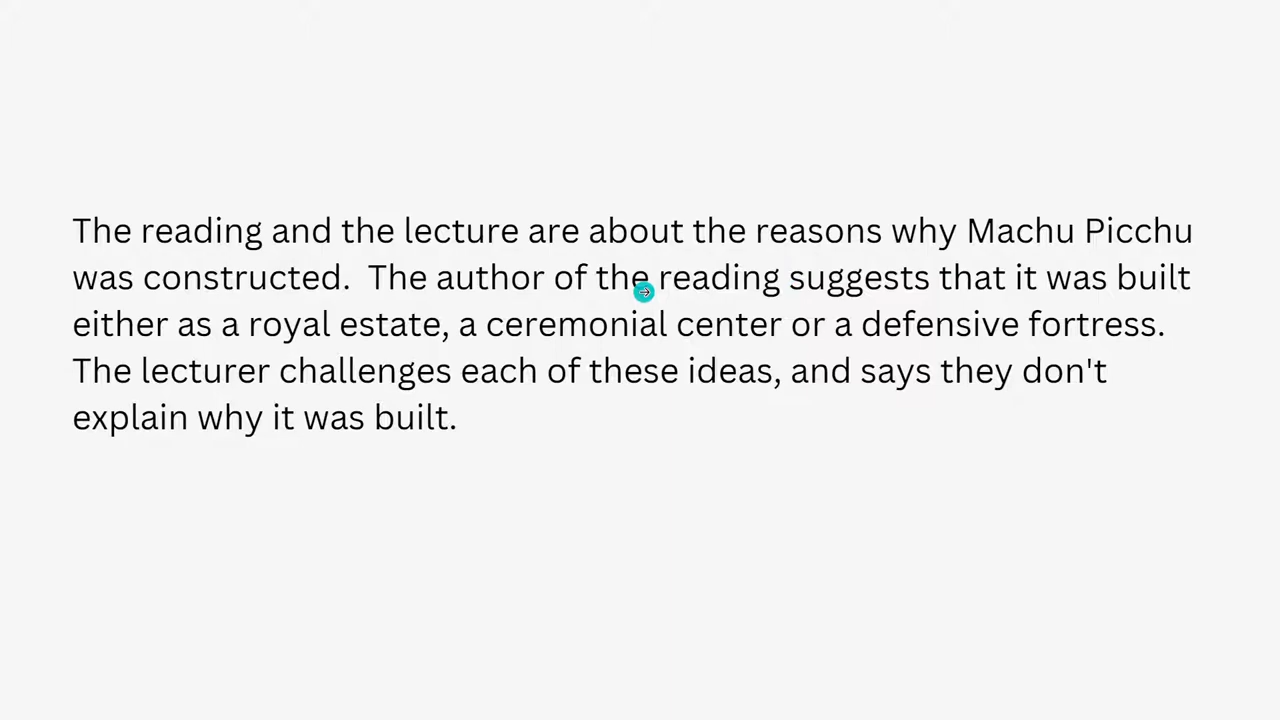 The reading and the lecture are about the reasons why Machu Picchu
was constructed.  The author of the reading suggests that it was built
either as a royal estate, a ceremonial center or a defensive fortress.
The lecturer challenges each of these ideas, and says they don't
explain why it was built.